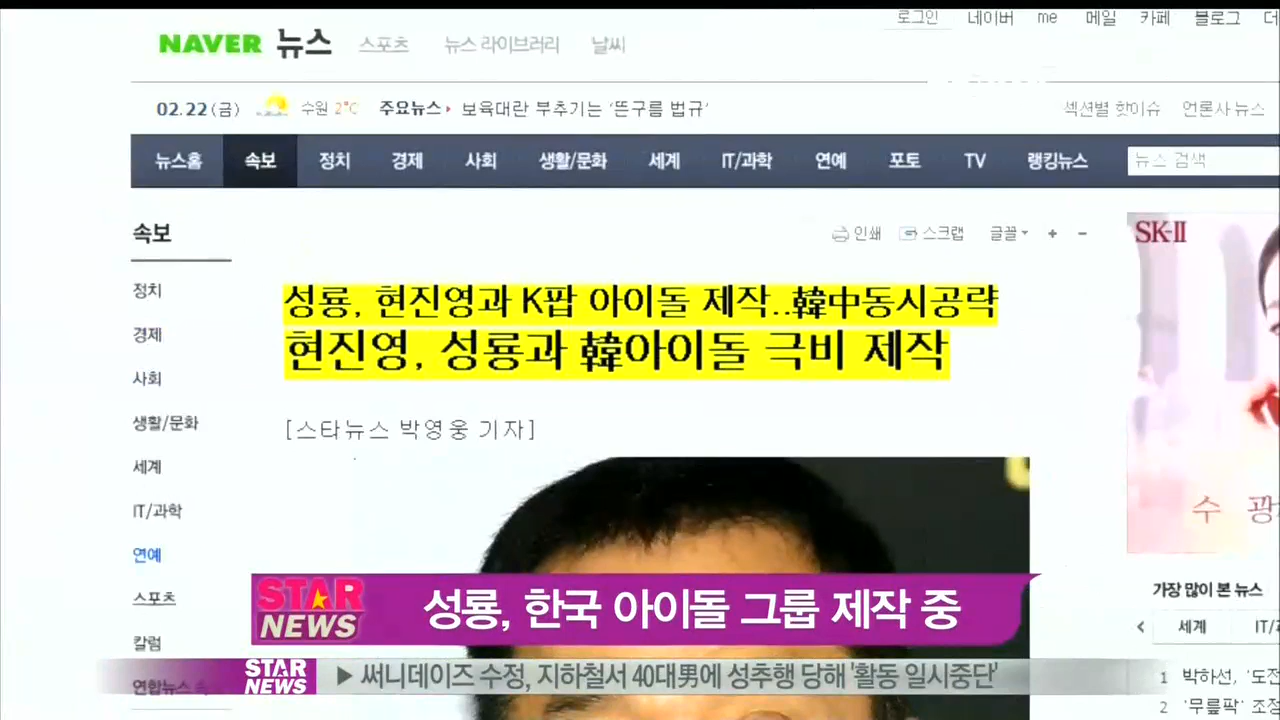 로그인 네이버 me 메일 카페 블로그
NAVER 뉴스 스포츠 뉴스 라이브러리 날씨
02.22(금) 수원 2°C 주요뉴스 보육대란 부추기는 '뜬구름 법규' 섹션별 핫이슈 언론사 뉴스
뉴스홈 속보 정치 경제 사회 생활/문화 세계 IT/과학 연예 포토 TV 랭킹뉴스 뉴스 검색
속보 인쇄 스크랩 글꼴 + -
SK-II
정치
성룡, 현진영과 K팝 아이돌 제작..韓中동시공략
경제
현진영, 성룡과 韓아이돌 극비 제작
사회
생활/문화
[스타뉴스 박영웅 기자]
세계
IT/과학
수 광
연예
스포츠
칼럼
연합뉴스
가장 많이 본 뉴스
세계
1 박하선, '도전
2 '무릎팍' 조정
STAR NEWS 성룡, 한국 아이돌 그룹 제작 중
STAR NEWS ▶ 써니데이즈 수정, 지하철서 40대男에 성추행 당해 '활동 일시중단'